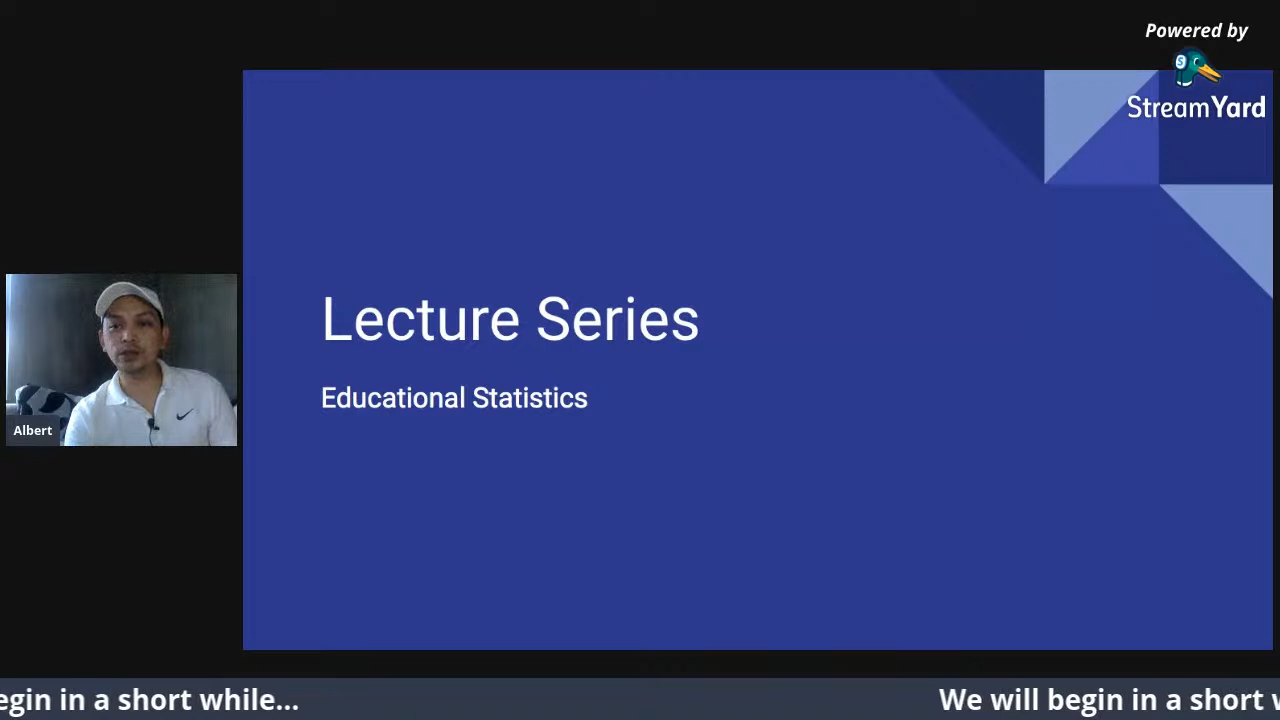 Powered by
StreamYard
Lecture Series
Educational Statistics
Albert
egin in a short while...
We will begin in a short